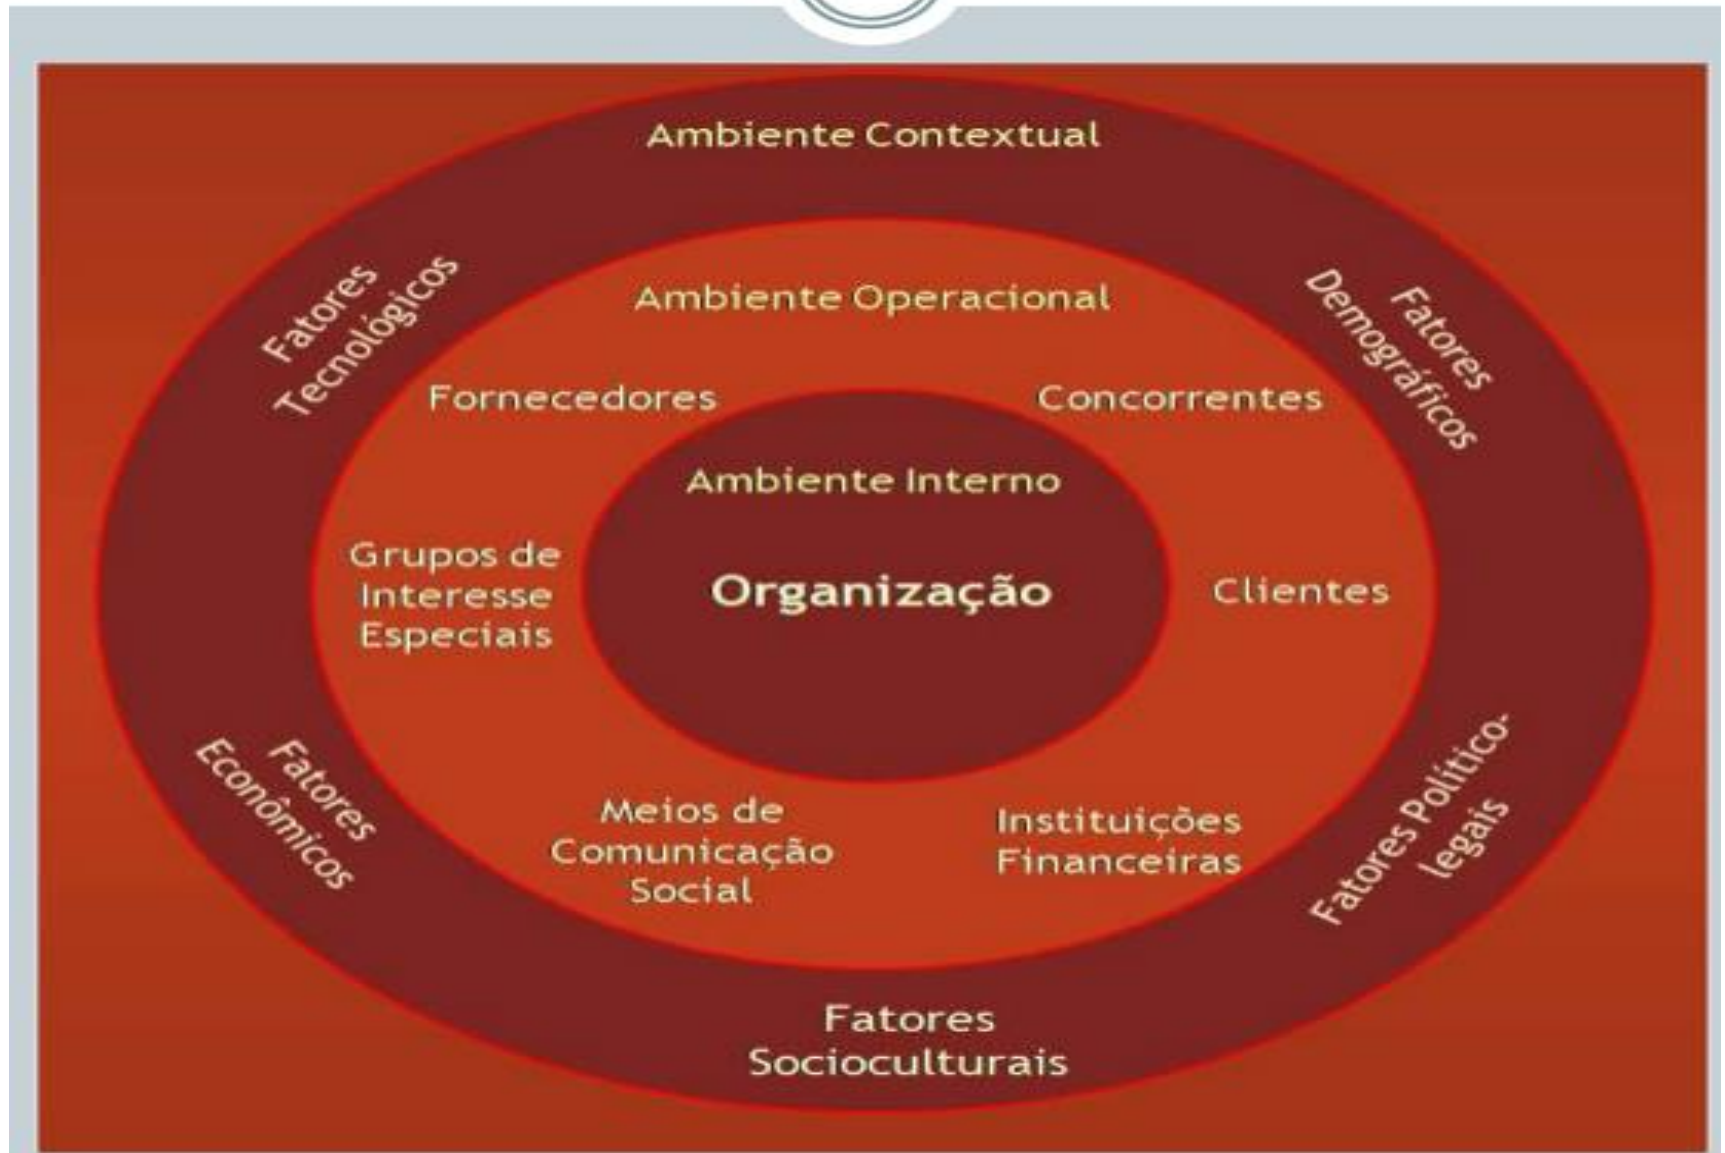 Ambiente Contextual
Fatores
Tecnológicos
Fatores
Demográficos
Ambiente Operacional
Fornecedores
Concorrentes
Ambiente Interno
Organização
Grupos de
Interesse
Especiais
Clientes
Fatores
Econômicos
Meios de
Comunicação
Social
Instituições
Financeiras
Fatores Político-
legais
Fatores
Socioculturais